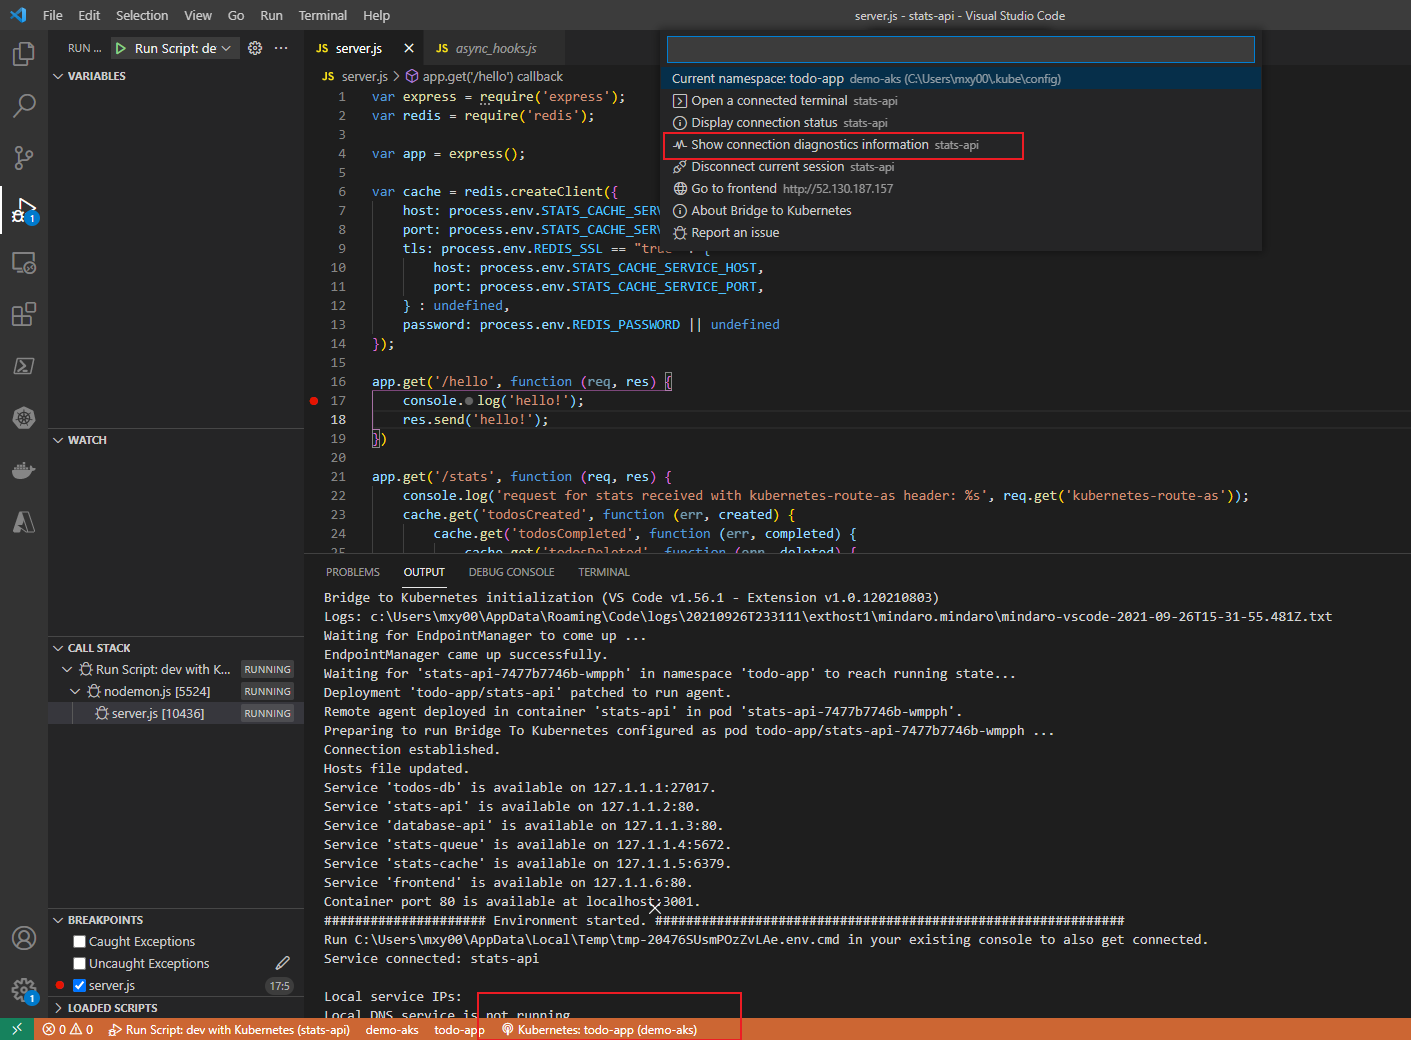 File Edit Selection View Go Run Terminal Help
server.js - stats-api - Visual Studio Code
RUN ... Run Script: de
VARIABLES
WATCH
CALL STACK
Run Script: dev with K... RUNNING
nodemon.js [5524] RUNNING
server.js [10436] RUNNING
BREAKPOINTS
Caught Exceptions
Uncaught Exceptions
server.js 17:5
LOADED SCRIPTS
1
1
JS server.js JS async_hooks.js
JS server.js > app.get('/hello') callback
Current namespace: todo-app demo-aks (C:\Users\mxy00\.kube\config)
Open a connected terminal stats-api
Display connection status stats-api
Show connection diagnostics information stats-api
Disconnect current session stats-api
Go to frontend http://52.130.187.157
About Bridge to Kubernetes
Report an issue
1 var express = require('express');
2 var redis = require('redis');
3
4 var app = express();
5
6 var cache = redis.createClient({
7 host: process.env.STATS_CACHE_SERV
8 port: process.env.STATS_CACHE_SERV
9 tls: process.env.REDIS_SSL == "true" ? {
10 host: process.env.STATS_CACHE_SERVICE_HOST,
11 port: process.env.STATS_CACHE_SERVICE_PORT,
12 } : undefined,
13 password: process.env.REDIS_PASSWORD || undefined
14 });
15
16 app.get('/hello', function (req, res) {
17 console.log('hello!');
18 res.send('hello!');
19 })
20
21 app.get('/stats', function (req, res) {
22 console.log('request for stats received with kubernetes-route-as header: %s', req.get('kubernetes-route-as'));
23 cache.get('todosCreated', function (err, created) {
24 cache.get('todosCompleted', function (err, completed) {
25 cache.get('todosDeleted', function (err, deleted) {
PROBLEMS OUTPUT DEBUG CONSOLE TERMINAL
Bridge to Kubernetes initialization (VS Code v1.56.1 - Extension v1.0.120210803)
Logs: c:\Users\mxy00\AppData\Roaming\Code\logs\20210926T233111\exthost1\mindaro.mindaro\mindaro-vscode-2021-09-26T15-31-55.481Z.txt
Waiting for EndpointManager to come up ...
EndpointManager came up successfully.
Waiting for 'stats-api-7477b7746b-wmpph' in namespace 'todo-app' to reach running state...
Deployment 'todo-app/stats-api' patched to run agent.
Remote agent deployed in container 'stats-api' in pod 'stats-api-7477b7746b-wmpph'.
Preparing to run Bridge To Kubernetes configured as pod todo-app/stats-api-7477b7746b-wmpph ...
Connection established.
Hosts file updated.
Service 'todos-db' is available on 127.1.1.1:27017.
Service 'stats-api' is available on 127.1.1.2:80.
Service 'database-api' is available on 127.1.1.3:80.
Service 'stats-queue' is available on 127.1.1.4:5672.
Service 'stats-cache' is available on 127.1.1.5:6379.
Service 'frontend' is available on 127.1.1.6:80.
Container port 80 is available at localhost:3001.
##################### Environment started. #############################################################
Run C:\Users\mxy00\AppData\Local\Temp\tmp-20476SUsmPOzZvLAe.env.cmd in your existing console to also get connected.
Service connected: stats-api
Local service IPs:
Local DNS service is not running
0 0 Run Script: dev with Kubernetes (stats-api) demo-aks todo-app Kubernetes: todo-app (demo-aks)